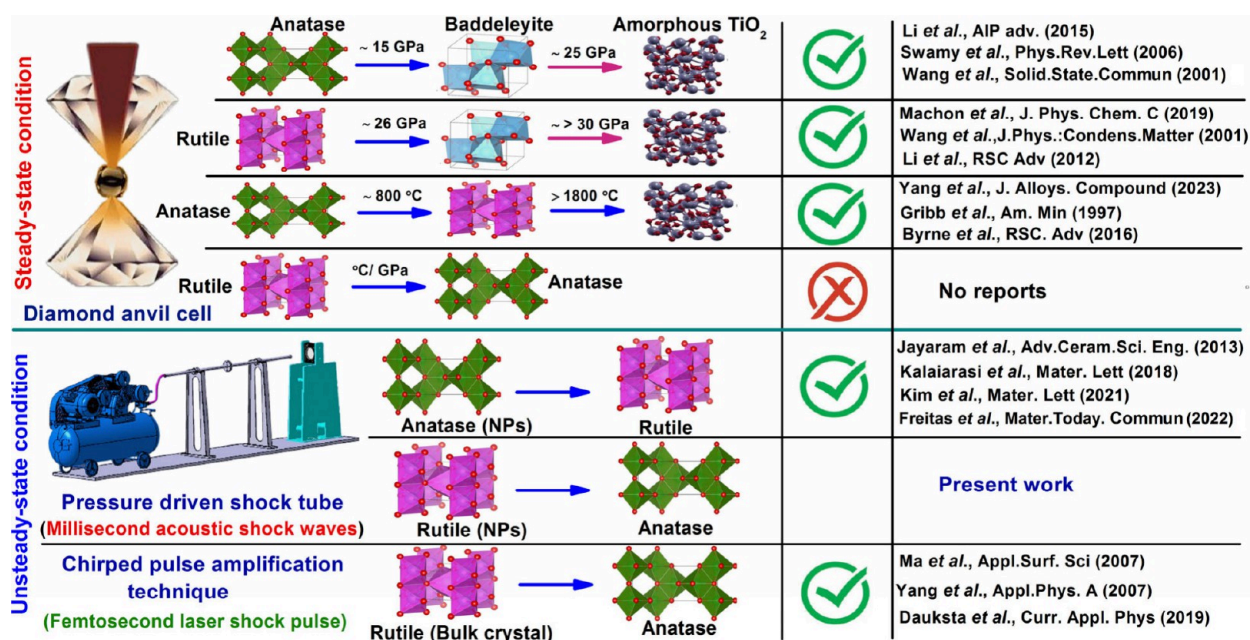 Steady-state condition
Anatase
Baddeleyite
Amorphous TiO2
~ 15 GPa
~ 25 GPa
Li et al., AIP adv. (2015)
Swamy et al., Phys.Rev.Lett (2006)
Wang et al., Solid.State.Commun (2001)
Rutile
~ 26 GPa
~ > 30 GPa
Machon et al., J. Phys. Chem. C (2019)
Wang et al.,J.Phys.:Condens.Matter (2001)
Li et al., RSC Adv (2012)
Anatase
~ 800 °C
> 1800 °C
Yang et al., J. Alloys. Compound (2023)
Gribb et al., Am. Min (1997)
Byrne et al., RSC. Adv (2016)
Rutile
°C/ GPa
Anatase
No reports
Diamond anvil cell
Unsteady-state condition
Anatase (NPs)
Rutile
Jayaram et al., Adv.Ceram.Sci. Eng. (2013)
Kalaiarasi et al., Mater. Lett (2018)
Kim et al., Mater. Lett (2021)
Freitas et al., Mater.Today. Commun (2022)
Pressure driven shock tube
(Millisecond acoustic shock waves)
Rutile (NPs)
Anatase
Present work
Chirped pulse amplification
technique
(Femtosecond laser shock pulse)
Rutile (Bulk crystal)
Anatase
Ma et al., Appl.Surf. Sci (2007)
Yang et al., Appl.Phys. A (2007)
Dauksta et al., Curr. Appl. Phys (2019)